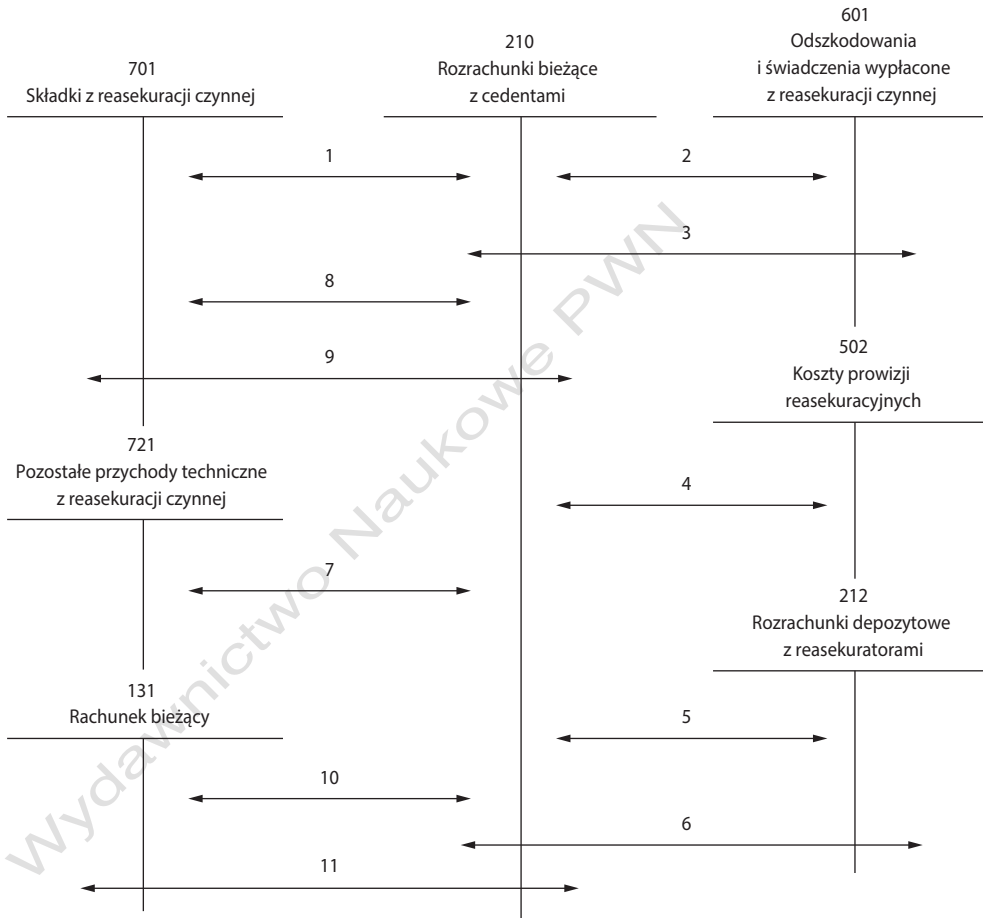 601
Odszkodowania
i świadczenia wypłacone
z reasekuracji czynnej
210
Rozrachunki bieżące
z cedentami
701
Składki z reasekuracji czynnej
1
2
3
8
9
502
Koszty prowizji
reasekuracyjnych
721
Pozostałe przychody techniczne
z reasekuracji czynnej
4
7
212
Rozrachunki depozytowe
z reasekuratorami
131
Rachunek bieżący
5
10
6
11
Wydawnictwo Naukowe PWN